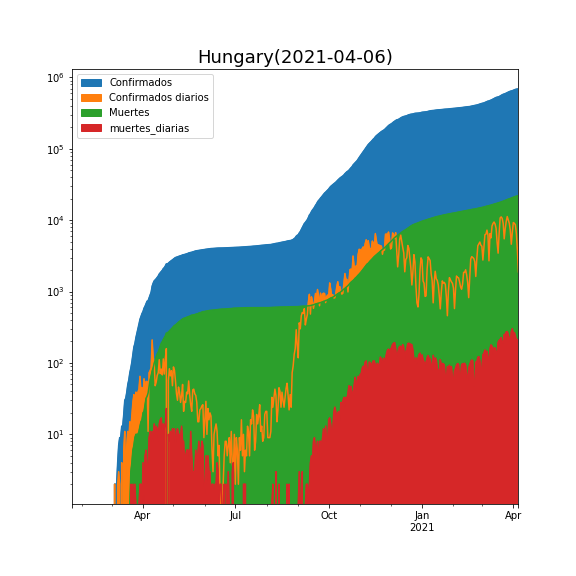 Hungary(2021-04-06)
Confirmados
Confirmados diarios
Muertes
muertes_diarias
10^6
10^5
10^4
10^3
10^2
10^1
Apr Jul Oct Jan Apr
2021